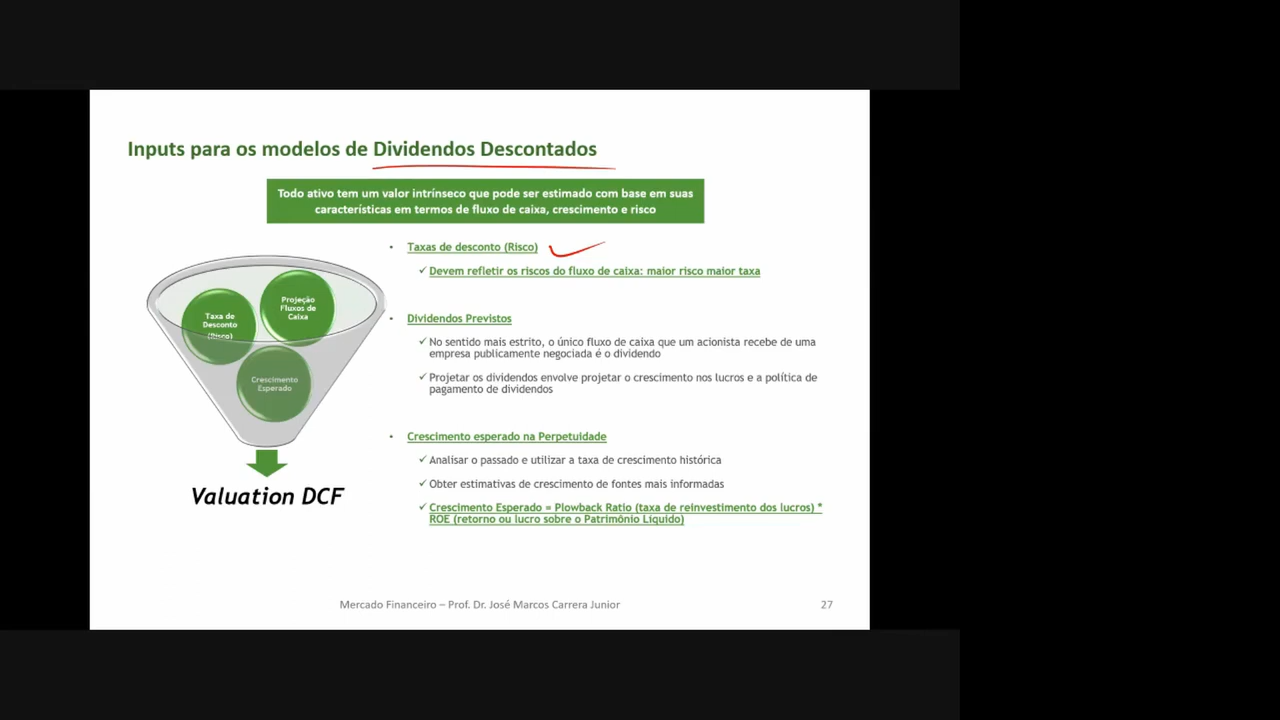 Inputs para os modelos de Dividendos Descontados
Todo ativo tem um valor intrínseco que pode ser estimado com base em suas
características em termos de fluxo de caixa, crescimento e risco
Taxa de
Desconto
(Risco)
Projeção
Fluxos de
Caixa
Crescimento
Esperado
Valuation DCF
• Taxas de desconto (Risco)
✓ Devem refletir os riscos do fluxo de caixa: maior risco maior taxa
• Dividendos Previstos
✓ No sentido mais estrito, o único fluxo de caixa que um acionista recebe de uma
empresa publicamente negociada é o dividendo
✓ Projetar os dividendos envolve projetar o crescimento nos lucros e a política de
pagamento de dividendos
• Crescimento esperado na Perpetuidade
✓ Analisar o passado e utilizar a taxa de crescimento histórica
✓ Obter estimativas de crescimento de fontes mais informadas
✓ Crescimento Esperado = Plowback Ratio (taxa de reinvestimento dos lucros) *
ROE (retorno ou lucro sobre o Patrimônio Líquido)
Mercado Financeiro – Prof. Dr. José Marcos Carrera Junior
27